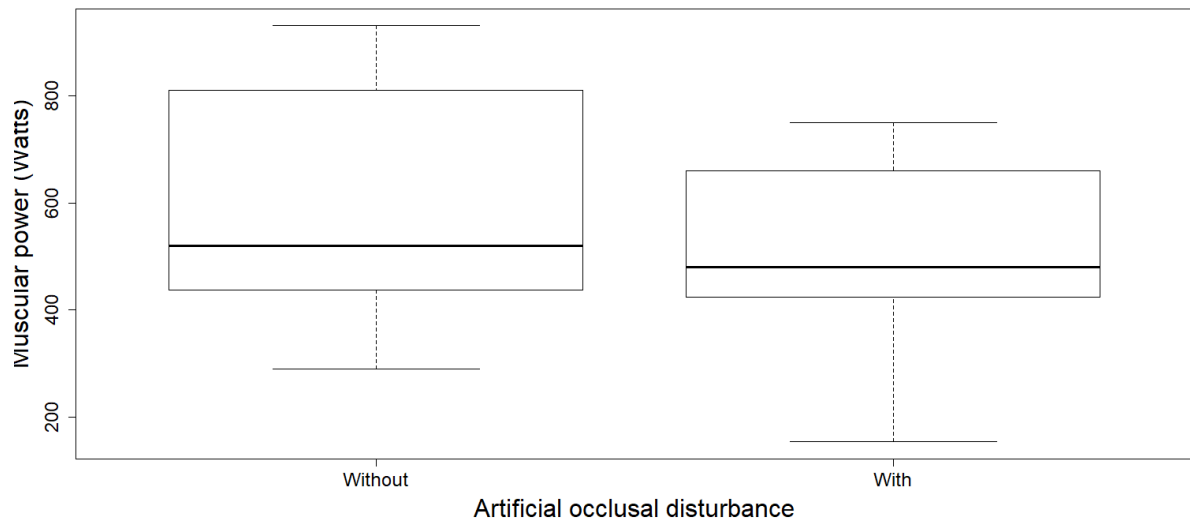 Muscular power (Watts)
800
600
400
200
Without
With
Artificial occlusal disturbance